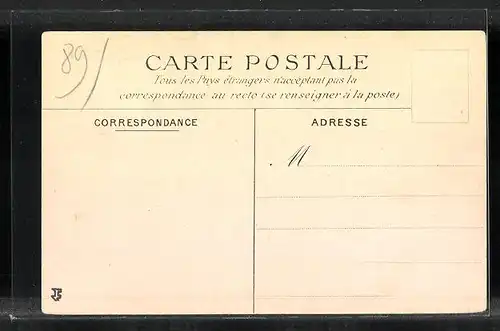 89
CARTE POSTALE
Tous les Pays étrangers n'acceptant pas la
correspondance au recto (se renseigner à la poste)
CORRESPONDANCE
ADRESSE
M